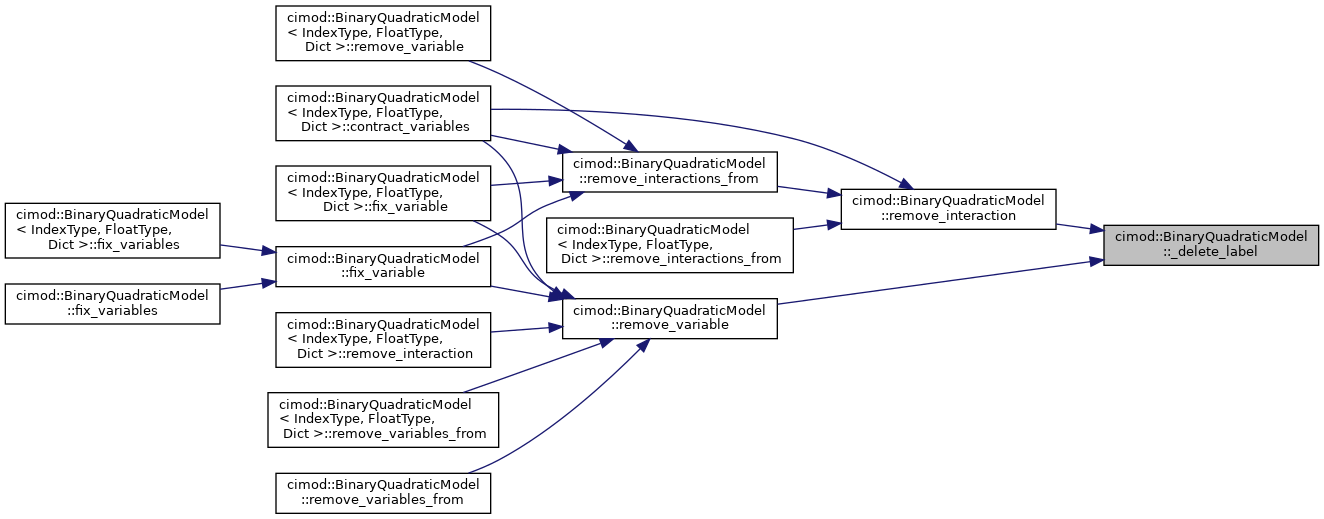 cimod::BinaryQuadraticModel
< IndexType, FloatType,
Dict >::remove_variable
cimod::BinaryQuadraticModel
< IndexType, FloatType,
Dict >::contract_variables
cimod::BinaryQuadraticModel
::remove_interactions_from
cimod::BinaryQuadraticModel
< IndexType, FloatType,
Dict >::fix_variable
cimod::BinaryQuadraticModel
::remove_interaction
cimod::BinaryQuadraticModel
< IndexType, FloatType,
Dict >::fix_variables
cimod::BinaryQuadraticModel
< IndexType, FloatType,
Dict >::remove_interactions_from
cimod::BinaryQuadraticModel
::_delete_label
cimod::BinaryQuadraticModel
::fix_variable
cimod::BinaryQuadraticModel
::fix_variables
cimod::BinaryQuadraticModel
::remove_variable
cimod::BinaryQuadraticModel
< IndexType, FloatType,
Dict >::remove_interaction
cimod::BinaryQuadraticModel
< IndexType, FloatType,
Dict >::remove_variables_from
cimod::BinaryQuadraticModel
::remove_variables_from